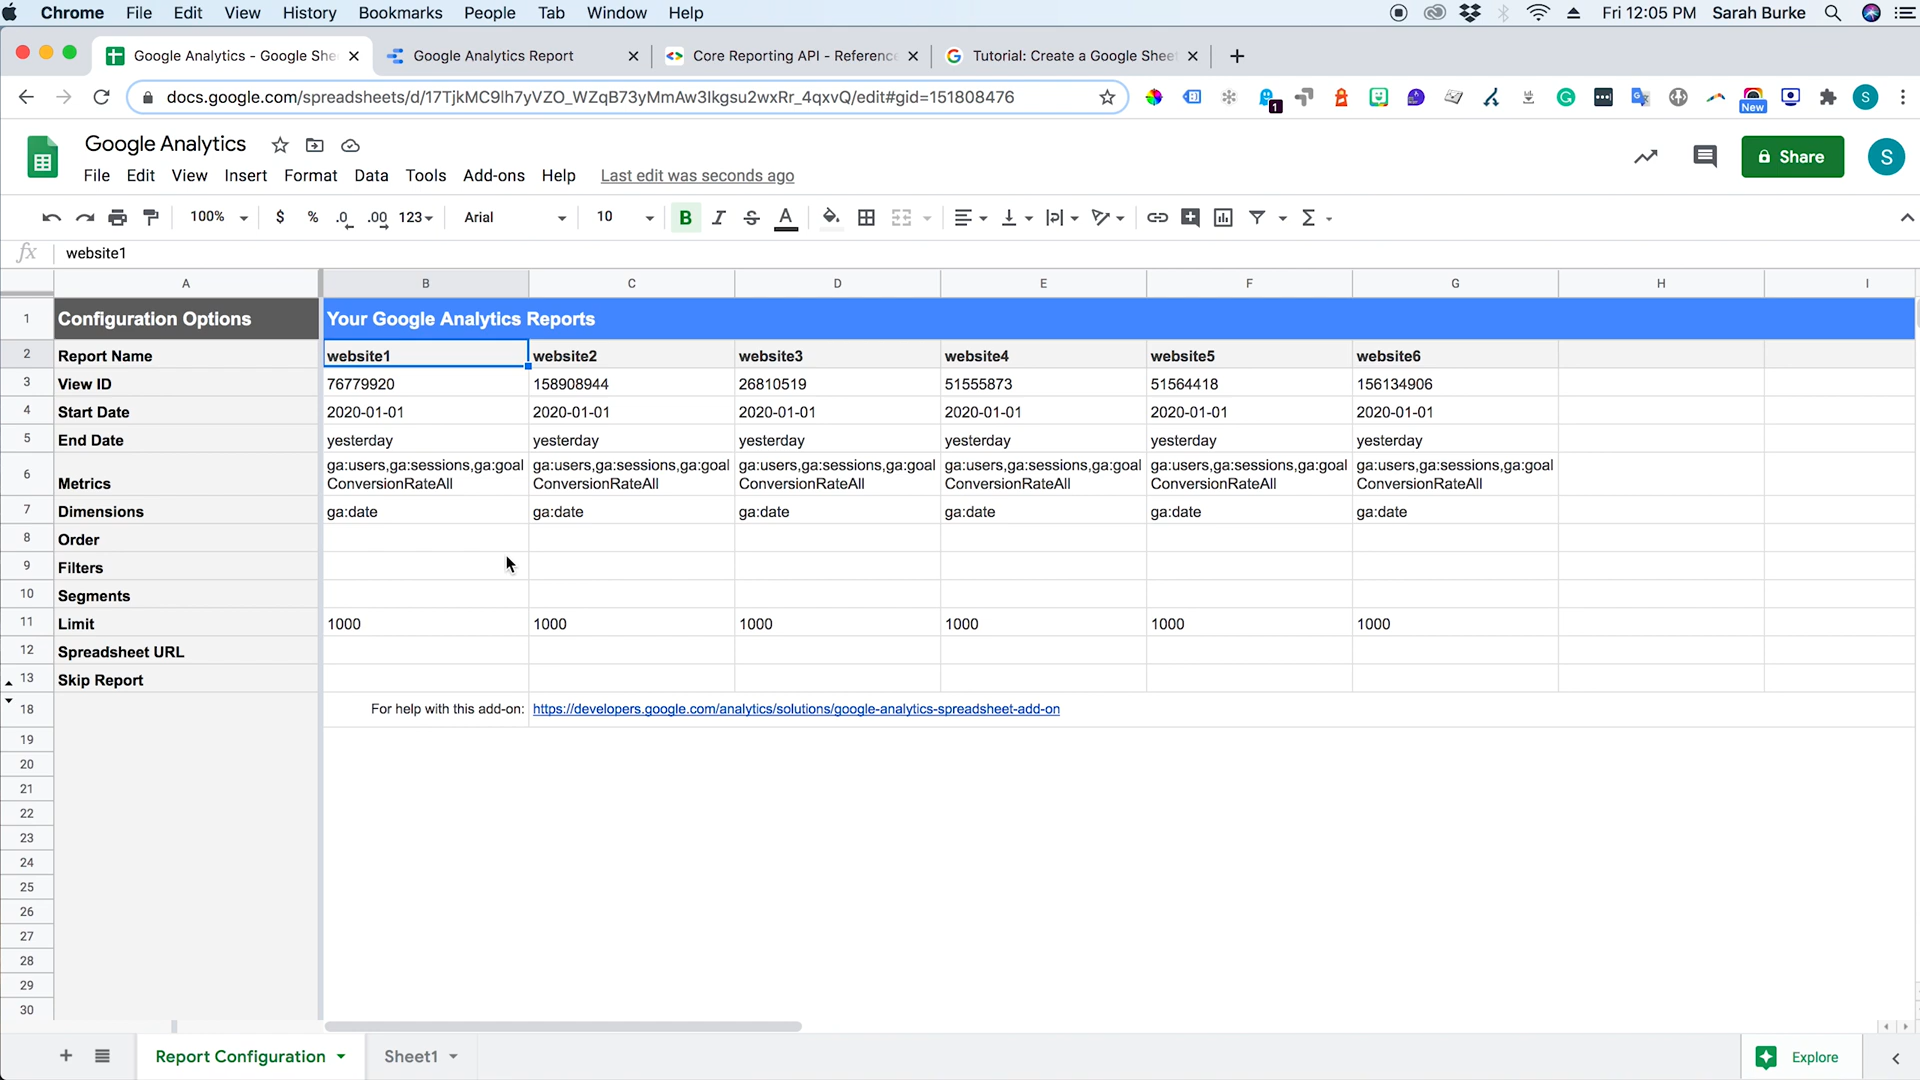 Chrome File Edit View History Bookmarks People Tab Window Help Fri 12:05 PM Sarah Burke
Google Analytics - Google She Google Analytics Report Core Reporting API - Reference Tutorial: Create a Google Sheet
docs.google.com/spreadsheets/d/17TjkMC9lh7yVZO_WZqB73yMmAw3Ikgsu2wxRr_4qxvQ/edit#gid=151808476 1 New S
Google Analytics
File Edit View Insert Format Data Tools Add-ons Help Last edit was seconds ago Share S
100% $ % .0 .00 123 Arial 10 B I S A Σ
fx website1
A B C D E F G H I
1 Configuration Options Your Google Analytics Reports
2 Report Name website1 website2 website3 website4 website5 website6
3 View ID 76779920 158908944 26810519 51555873 51564418 156134906
4 Start Date 2020-01-01 2020-01-01 2020-01-01 2020-01-01 2020-01-01 2020-01-01
5 End Date yesterday yesterday yesterday yesterday yesterday yesterday
ga:users,ga:sessions,ga:goal ga:users,ga:sessions,ga:goal ga:users,ga:sessions,ga:goal ga:users,ga:sessions,ga:goal ga:users,ga:sessions,ga:goal ga:users,ga:sessions,ga:goal
6 Metrics ConversionRateAll ConversionRateAll ConversionRateAll ConversionRateAll ConversionRateAll ConversionRateAll
7 Dimensions ga:date ga:date ga:date ga:date ga:date ga:date
8 Order
9 Filters
10 Segments
11 Limit 1000 1000 1000 1000 1000 1000
12 Spreadsheet URL
13 Skip Report
18 For help with this add-on: https://developers.google.com/analytics/solutions/google-analytics-spreadsheet-add-on
19
20
21
22
23
24
25
26
27
28
29
30
Report Configuration Sheet1 Explore